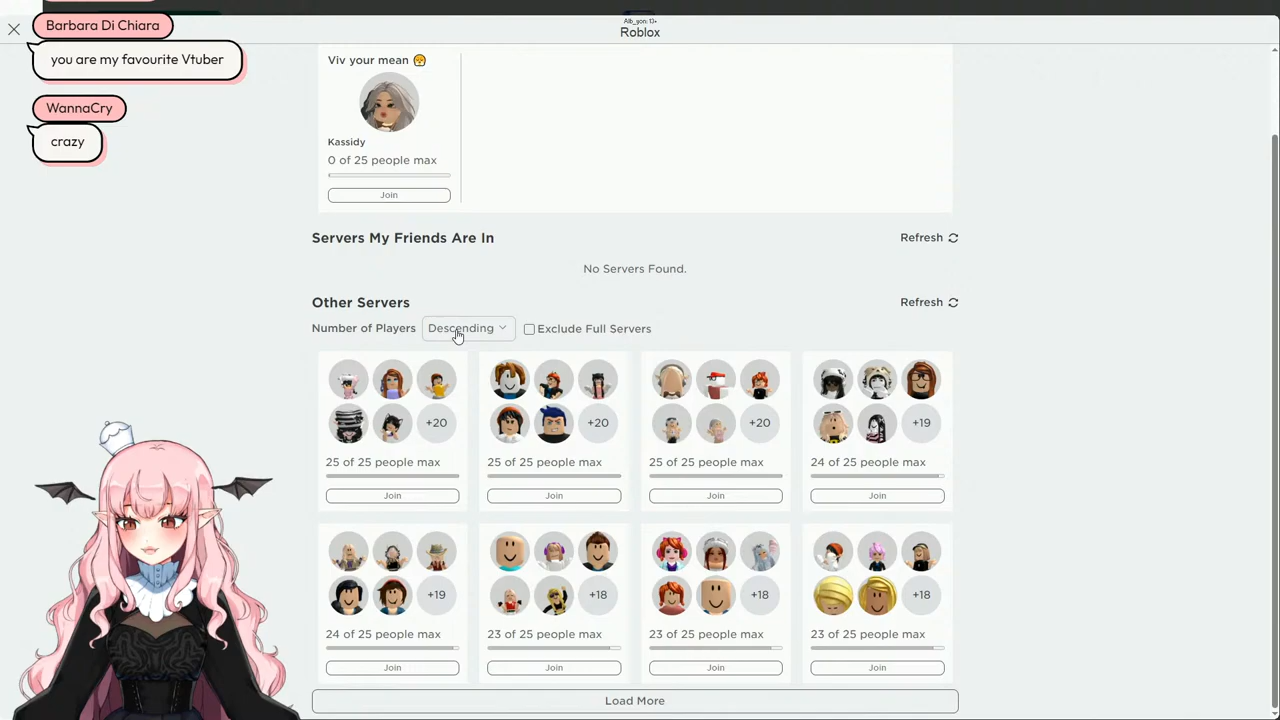 Barbara Di Chiara
you are my favourite Vtuber
WannaCry
crazy
Alb_yon: 13+
Roblox
Viv your mean 😤
Kassidy
0 of 25 people max
Join
Servers My Friends Are In
Refresh
No Servers Found.
Other Servers
Refresh
Number of Players Descending Exclude Full Servers
+20 +20 +20 +19
25 of 25 people max 25 of 25 people max 25 of 25 people max 24 of 25 people max
Join Join Join Join
+19 +18 +18 +18
24 of 25 people max 23 of 25 people max 23 of 25 people max 23 of 25 people max
Join Join Join Join
Load More